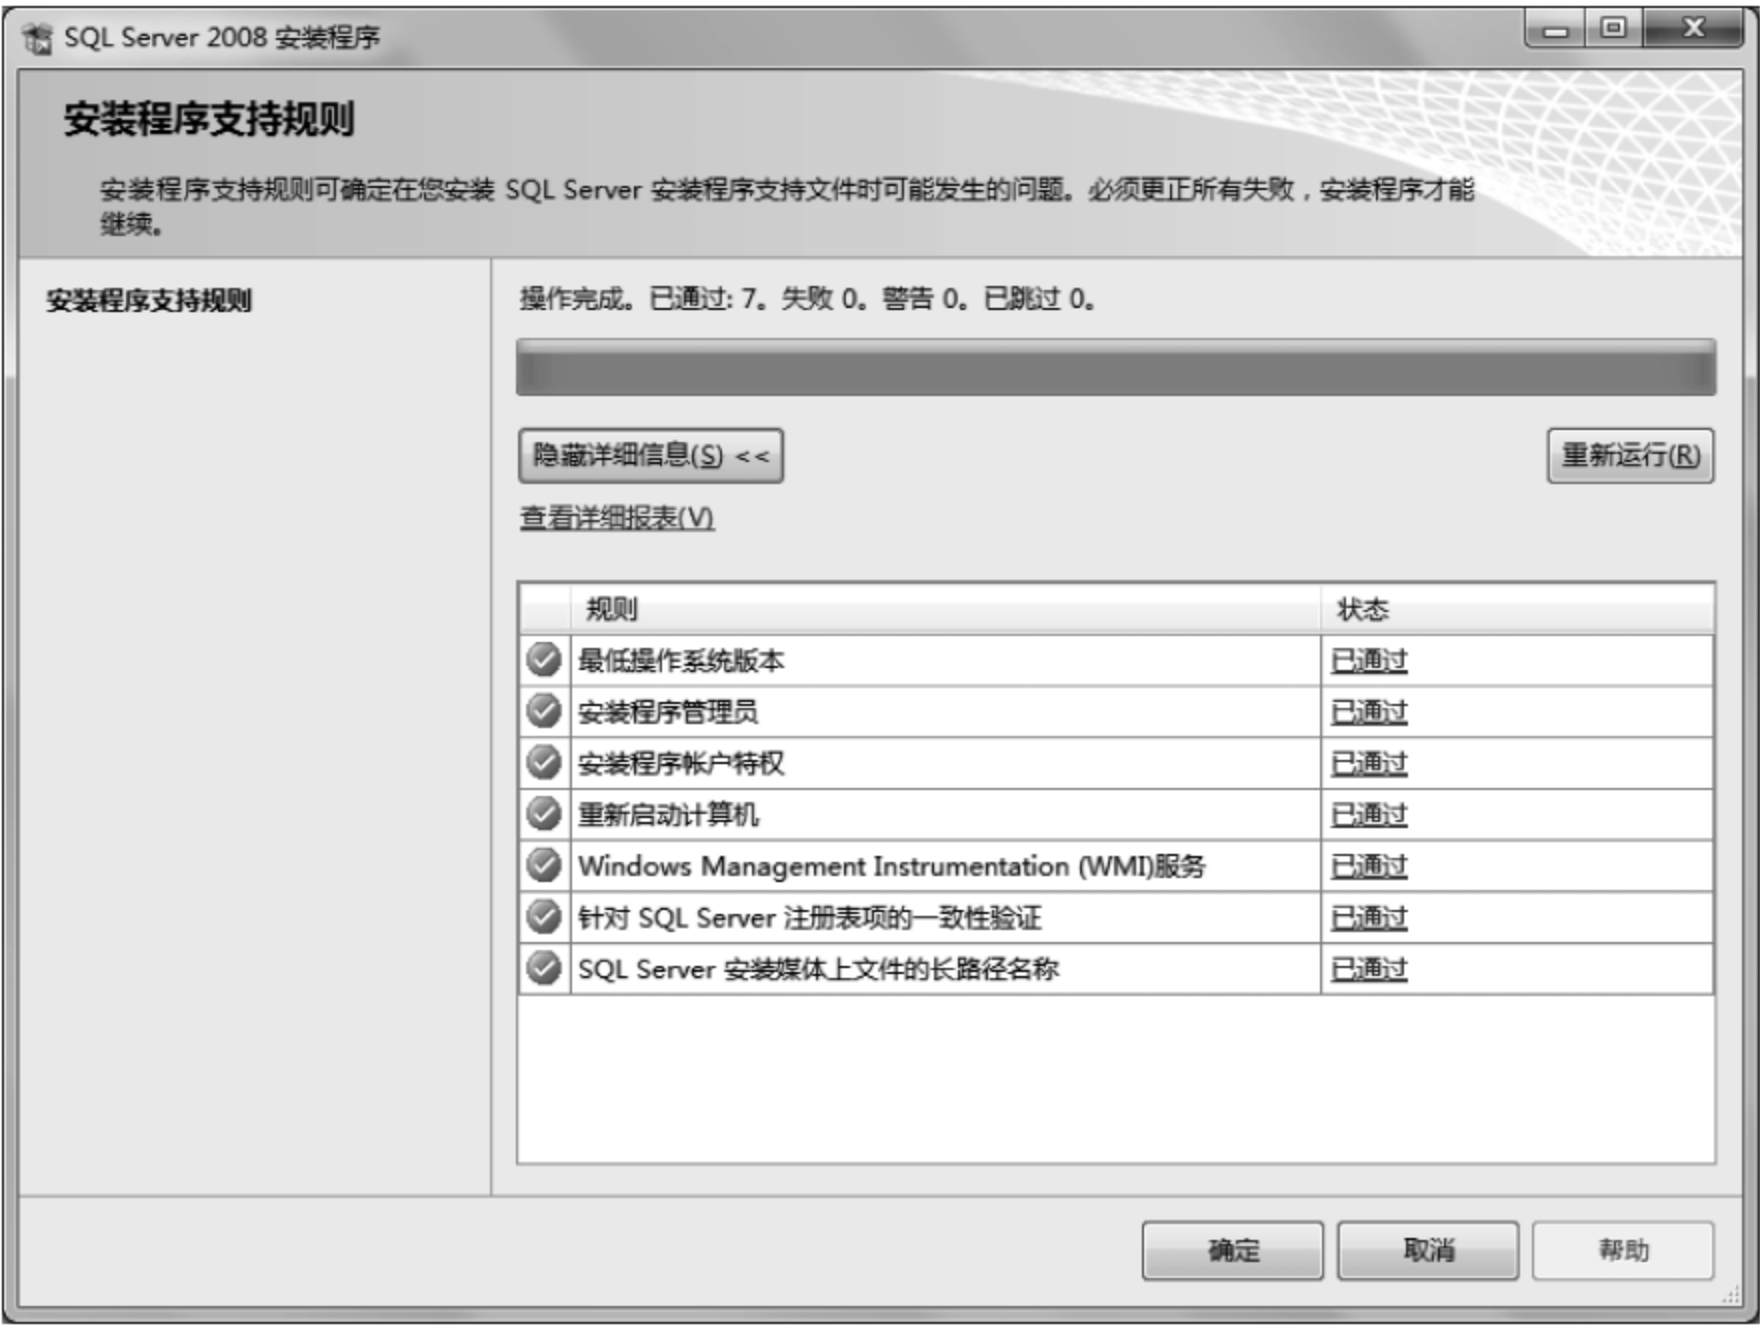 SQL Server 2008 安装程序
安装程序支持规则
安装程序支持规则可确定在您安装 SQL Server 安装程序支持文件时可能发生的问题。必须更正所有失败，安装程序才能
继续。
安装程序支持规则
操作完成。已通过: 7。失败 0。警告 0。已跳过 0。
隐藏详细信息(S) <<
重新运行(R)
查看详细报表(V)
规则 状态
最低操作系统版本 已通过
安装程序管理员 已通过
安装程序帐户特权 已通过
重新启动计算机 已通过
Windows Management Instrumentation (WMI)服务 已通过
针对 SQL Server 注册表项的一致性验证 已通过
SQL Server 安装媒体上文件的长路径名称 已通过
确定 取消 帮助